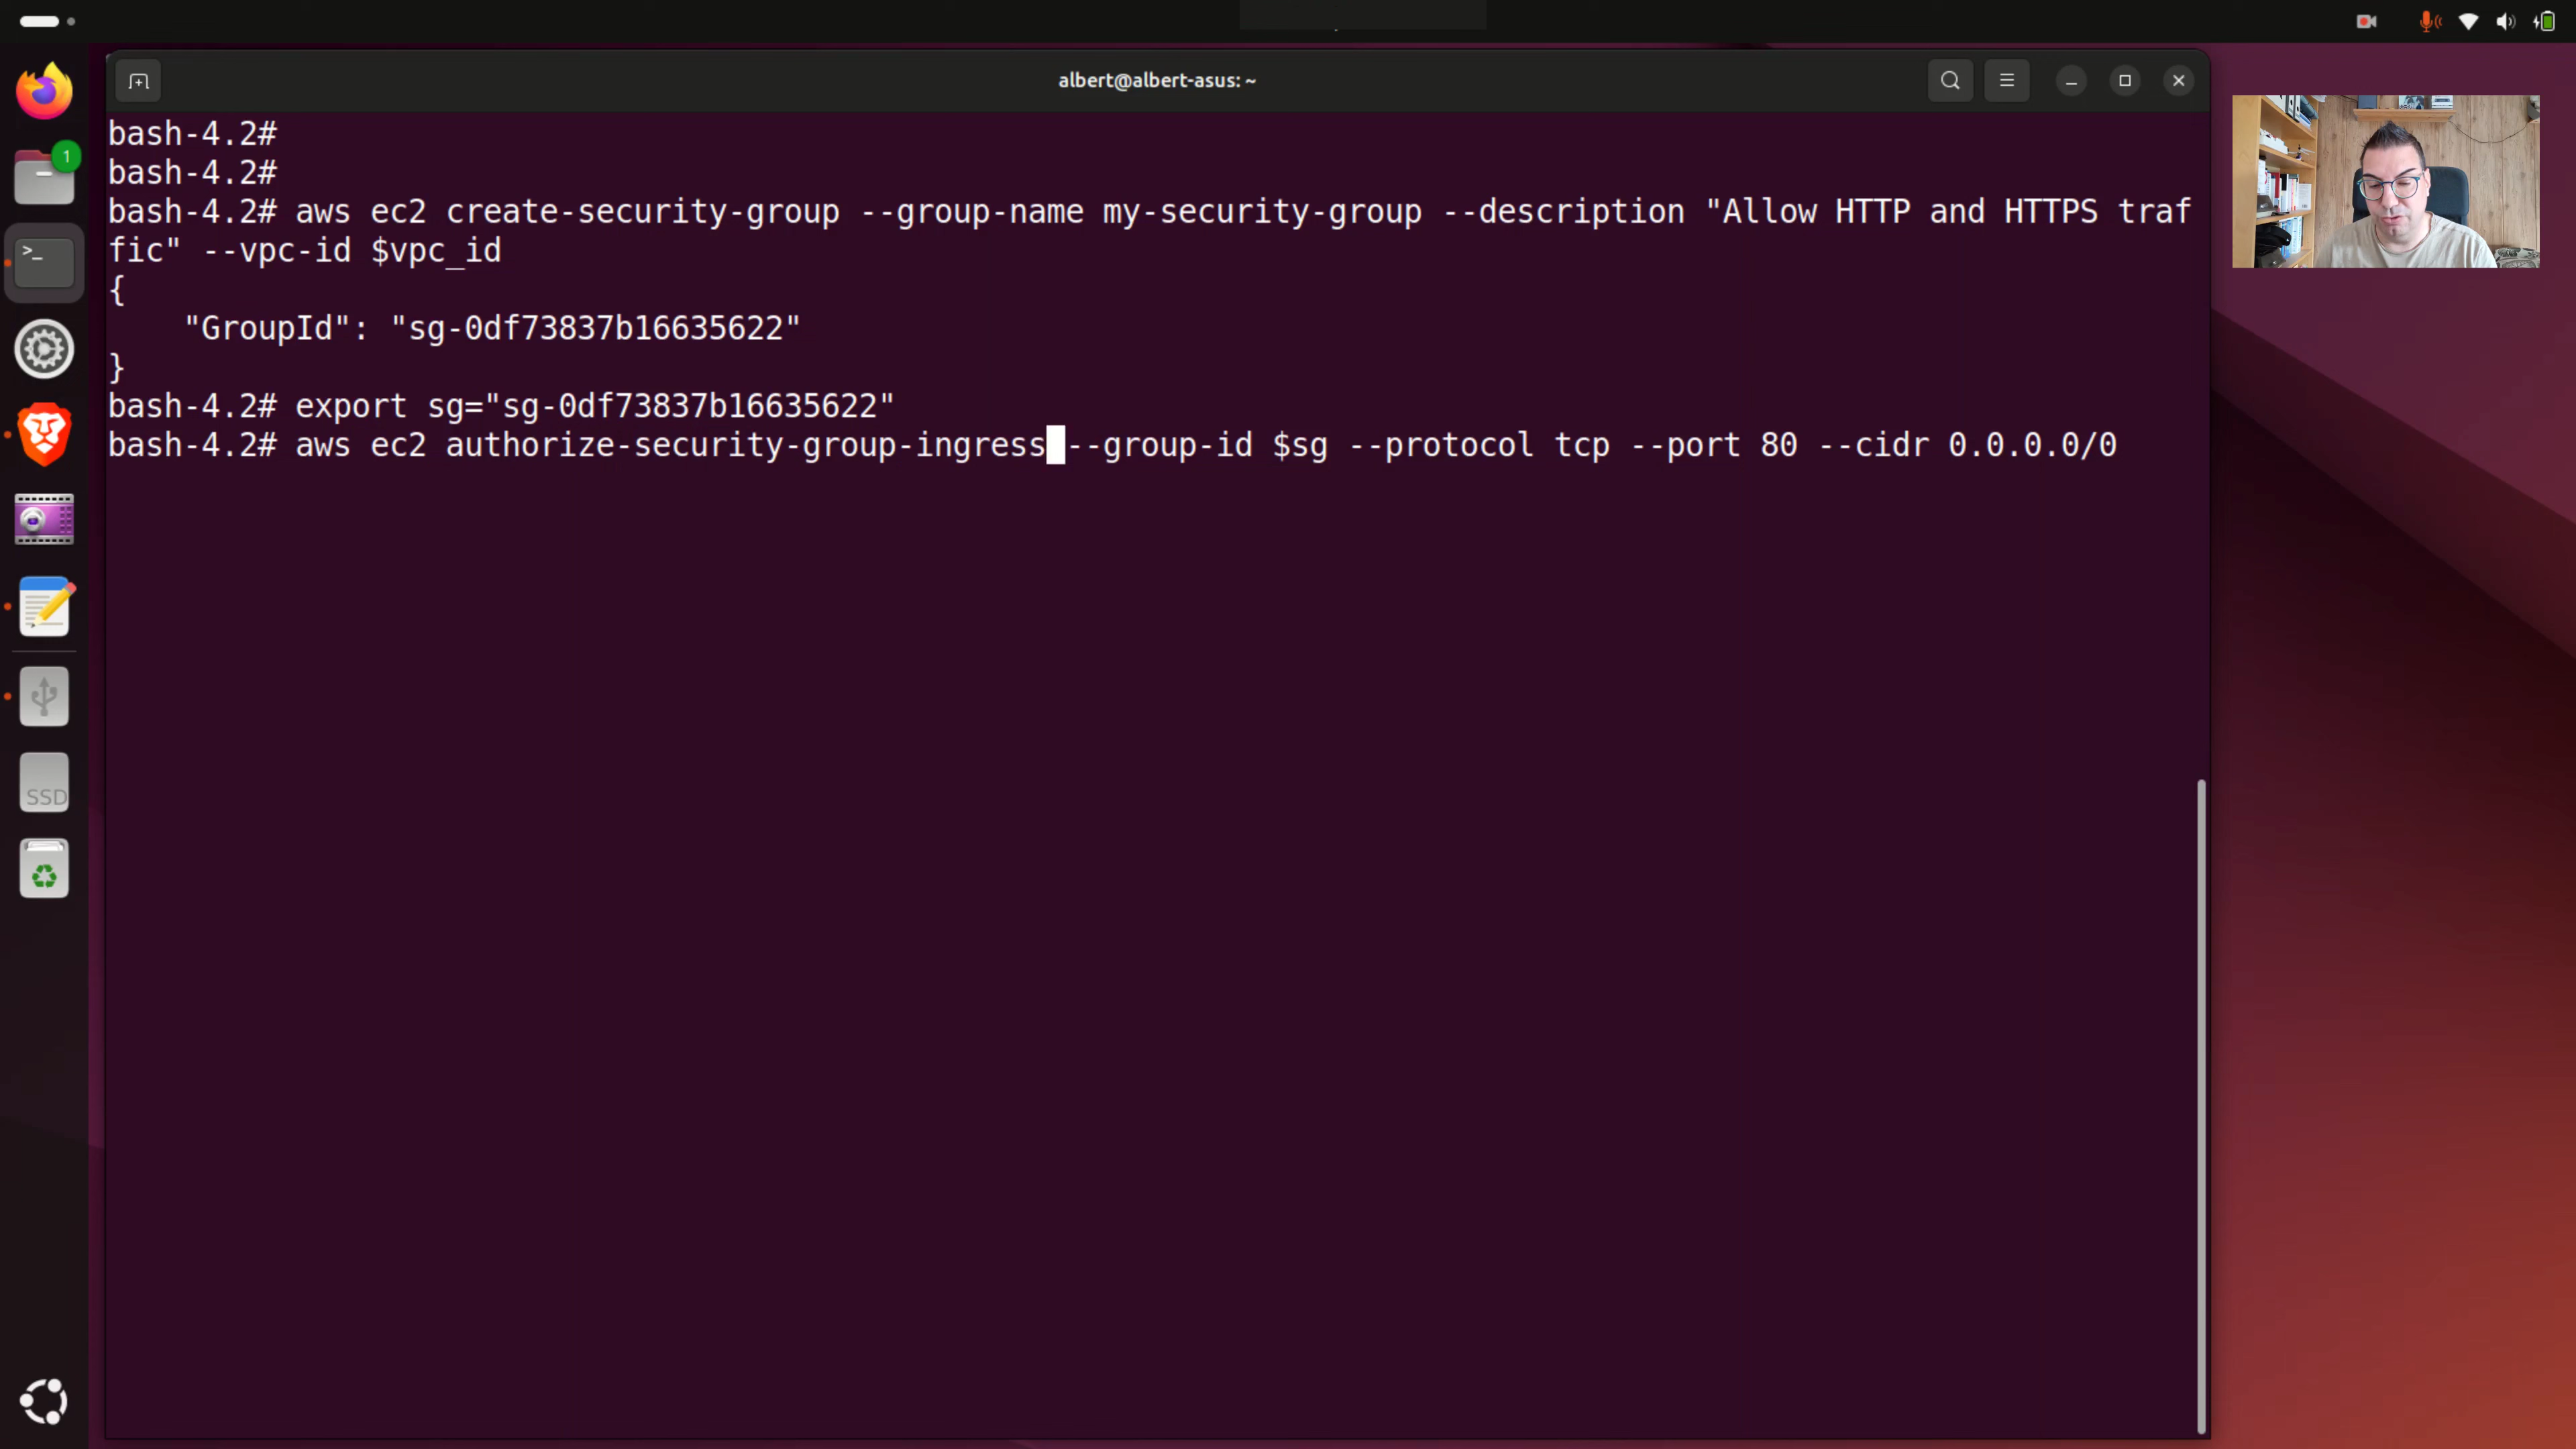 albert@albert-asus: ~
bash-4.2#
bash-4.2#
bash-4.2# aws ec2 create-security-group --group-name my-security-group --description "Allow HTTP and HTTPS traf
fic" --vpc-id $vpc_id
{
    "GroupId": "sg-0df73837b16635622"
}
bash-4.2# export sg="sg-0df73837b16635622"
bash-4.2# aws ec2 authorize-security-group-ingress --group-id $sg --protocol tcp --port 80 --cidr 0.0.0.0/0
1
>_
SSD